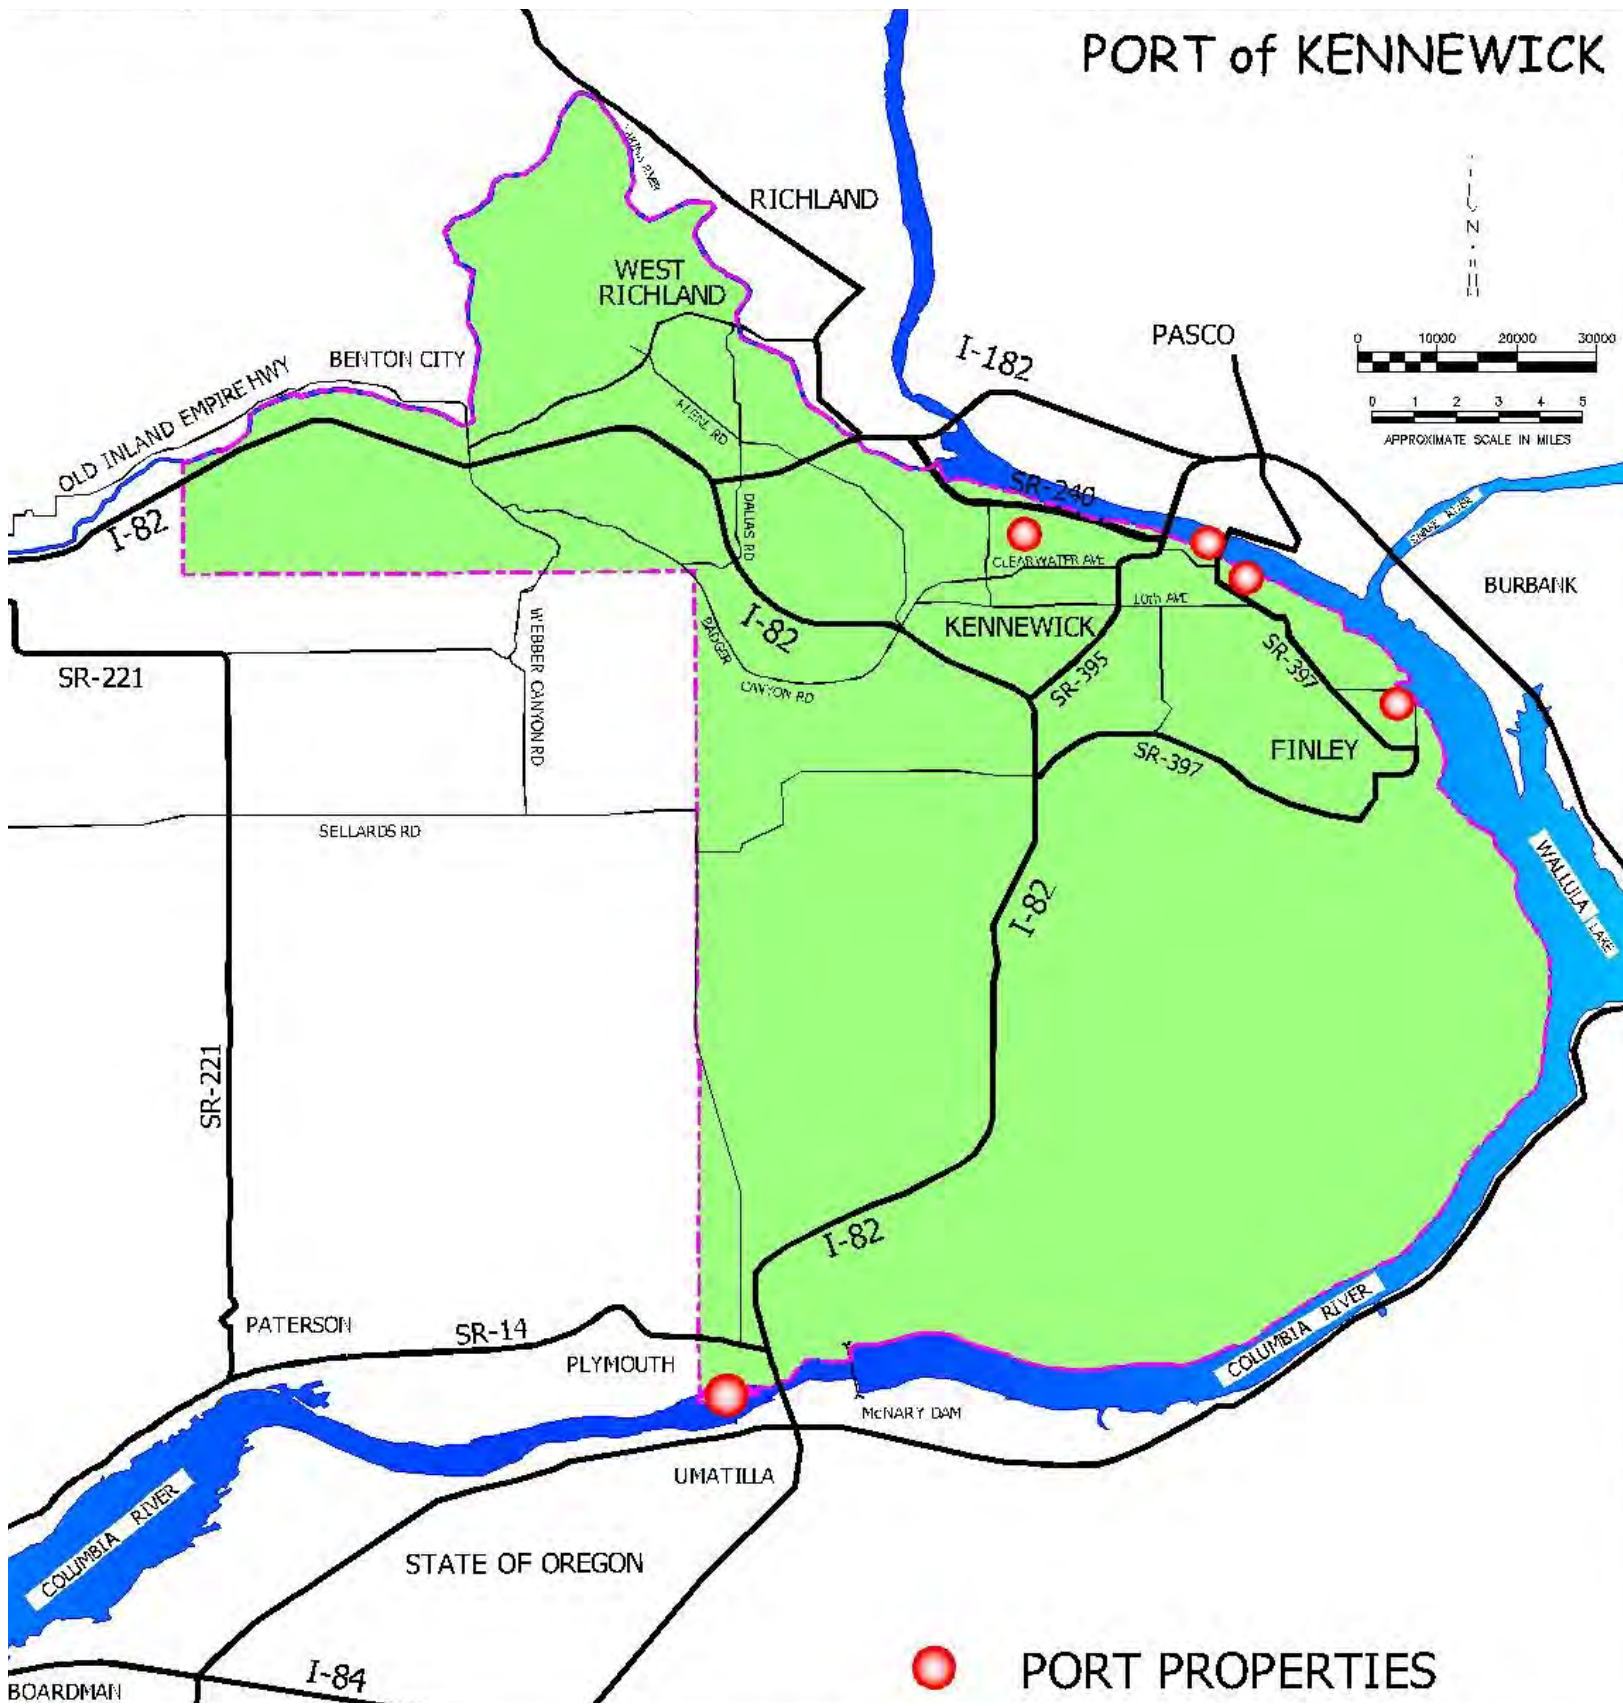 PORT of KENNEWICK
RICHLAND
WEST
RICHLAND
N
PASCO
I-182
0 10000 20000 30000
0 1 2 3 4 5
APPROXIMATE SCALE IN MILES
BENTON CITY
OLD INLAND EMPIRE HWY
I-82
SR-240
SNAKE RIVER
DALLAS RD
CLEARWATER AVE
10th AVE
BURBANK
KENNEWICK
I-82
BADGER
CANYON RD
WEBBER CANYON RD
SR-221
SR-395
SR-397
SR-397
FINLEY
SELLARDS RD
WALLULA
LAKE
I-82
SR-221
I-82
PATERSON
SR-14
PLYMOUTH
COLUMBIA RIVER
McNARY DAM
UMATILLA
COLUMBIA RIVER
STATE OF OREGON
I-84
BOARDMAN
PORT PROPERTIES